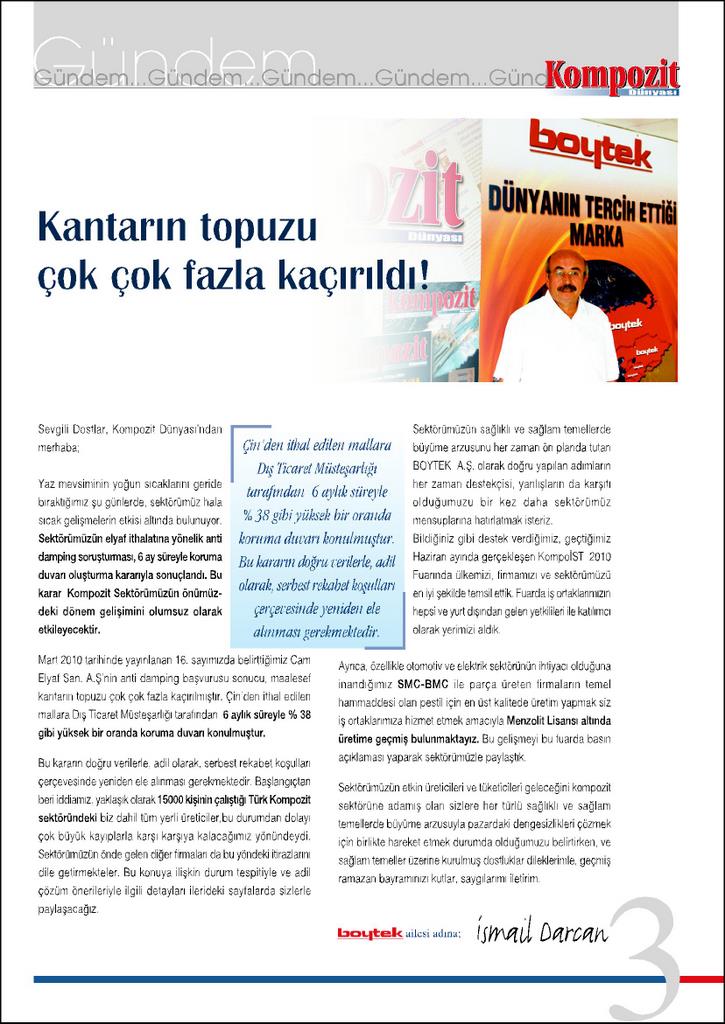 Gündem
Gündem...Gündem...Gündem...Gündem...Günd
Kompozit
Dünyası
ozit
Dünyası
boytek
DÜNYANIN TERCİH ETTİĞİ
MARKA
Kantarın topuzu
çok çok fazla kaçırıldı!
kompozit
zit
boytek
boytek
Sevgili Dostlar, Kompozit Dünyası'ndan
merhaba;
Yaz mevsiminin yoğun sıcaklarını geride
bıraktığımız şu günlerde, sektörümüz hala
sıcak gelişmelerin etkisi altında bulunuyor.
Sektörümüzün elyaf ithalatına yönelik anti
damping soruşturması, 6 ay süreyle koruma
duvarı oluşturma kararıyla sonuçlandı. Bu
karar Kompozit Sektörümüzün önümüz-
deki dönem gelişimini olumsuz olarak
etkileyecektir.
Mart 2010 tarihinde yayınlanan 16. sayımızda belirttiğimiz Cam
Elyaf San. A.Ş'nin anti damping başvurusu sonucu, maalesef
kantarın topuzu çok çok fazla kaçırılmıştır. Çin'den ithal edilen
mallara Dış Ticaret Müsteşarlığı tarafından 6 aylık süreyle % 38
gibi yüksek bir oranda koruma duvarı konulmuştur.
Bu kararın doğru verilerle, adil olarak, serbest rekabet koşulları
çerçevesinde yeniden ele alınması gerekmektedir. Başlangıçtan
beri iddiamız, yaklaşık olarak 15000 kişinin çalıştığı Türk Kompozit
sektöründeki biz dahil tüm yerli üreticiler,bu durumdan dolayı
çok büyük kayıplarla karşı karşıya kalacağımız yönündeydi.
Sektörümüzün önde gelen diğer firmaları da bu yöndeki itirazlarını
dile getirmekteler. Bu konuya ilişkin durum tespitiyle ve adil
çözüm önerileriyle ilgili detayları ilerideki sayfalarda sizlerle
paylaşacağız.
Çin'den ithal edilen mallara
Dış Ticaret Müsteşarlığı
tarafından 6 aylık süreyle
% 38 gibi yüksek bir oranda
koruma duvarı konulmuştur.
Bu kararın doğru verilerle, adil
olarak, serbest rekabet koşulları
çerçevesinde yeniden ele
alınması gerekmektedir.
Sektörümüzün sağlıklı ve sağlam temellerde
büyüme arzusunu her zaman ön planda tutan
BOYTEK A.Ş. olarak doğru yapılan adımların
her zaman destekçisi, yanlışların da karşıtı
olduğumuzu bir kez daha sektörümüz
mensuplarına hatırlatmak isteriz.
Bildiğiniz gibi destek verdiğimiz, geçtiğimiz
Haziran ayında gerçekleşen KompoİST 2010
Fuarında ülkemizi, firmamızı ve sektörümüzü
en iyi şekilde temsil ettik. Fuarda iş ortaklarımızın
hepsi ve yurt dışından gelen yetkilileri ile katılımcı
olarak yerimizi aldık.
Ayrıca, özellikle otomotiv ve elektrik sektörünün ihtiyacı olduğuna
inandığımız SMC-BMC ile parça üreten firmaların temel
hammaddesi olan pestil için en üst kalitede üretim yapmak siz
iş ortaklarımıza hizmet etmek amacıyla Menzolit Lisansı altında
üretime geçmiş bulunmaktayız. Bu gelişmeyi bu fuarda basın
açıklaması yaparak sektörümüzle paylaştık.
Sektörümüzün etkin üreticileri ve tüketicileri geleceğini kompozit
sektörüne adamış olan sizlere her türlü sağlıklı ve sağlam
temellerde büyüme arzusuyla pazardaki dengesizlikleri çözmek
için birlikte hareket etmek durumda olduğumuzu belirtirken, ve
sağlam temeller üzerine kurulmuş dostluklar dileklerimle, geçmiş
ramazan bayramınızı kutlar, saygılarımı iletirim.
boytek ailesi adına; ismail Darcan
3